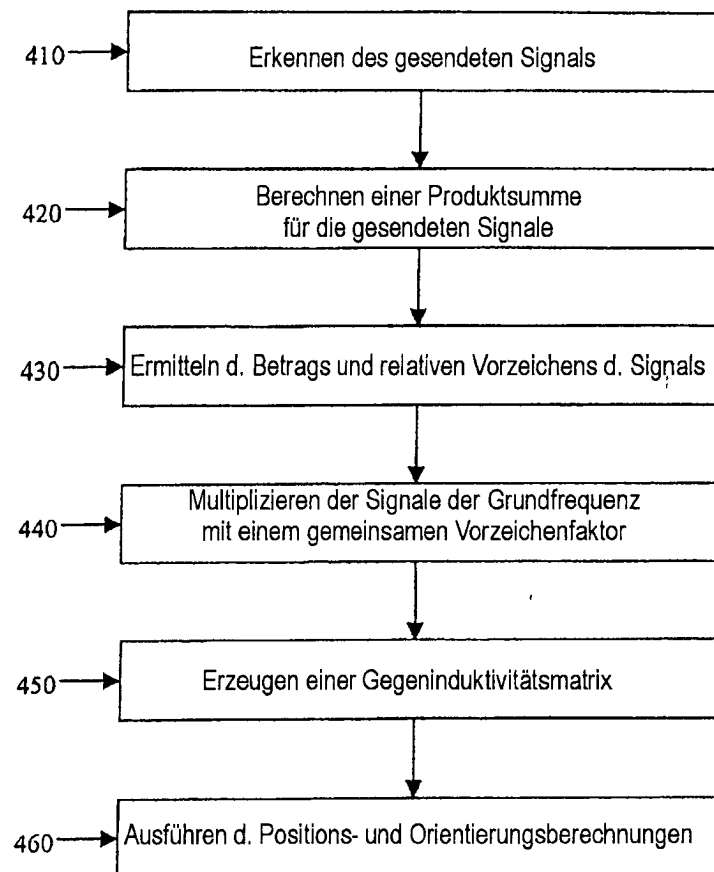 410
Erkennen des gesendeten Signals
420
Berechnen einer Produktsumme
für die gesendeten Signale
430
Ermitteln d. Betrags und relativen Vorzeichens d. Signals
440
Multiplizieren der Signale der Grundfrequenz
mit einem gemeinsamen Vorzeichenfaktor
450
Erzeugen einer Gegeninduktivitätsmatrix
460
Ausführen d. Positions- und Orientierungsberechnungen